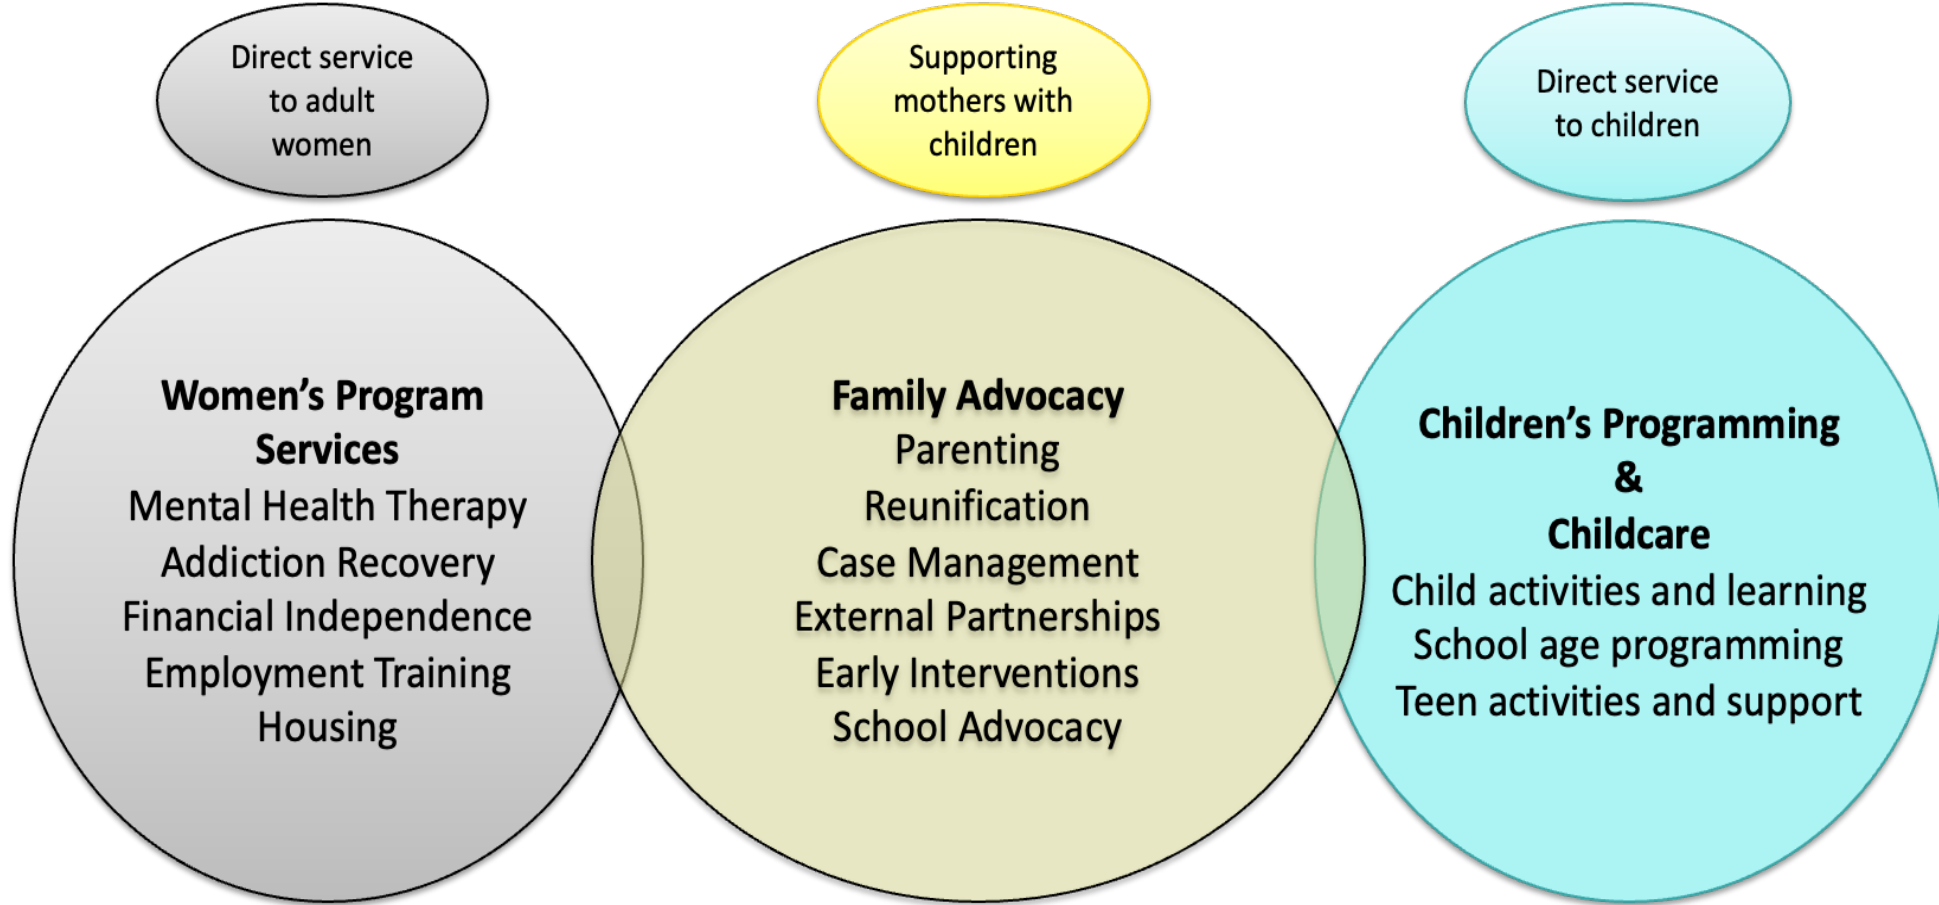 Direct service
to adult
women
Supporting
mothers with
children
Direct service
to children
Women’s Program
Services
Mental Health Therapy
Addiction Recovery
Financial Independence
Employment Training
Housing
Family Advocacy
Parenting
Reunification
Case Management
External Partnerships
Early Interventions
School Advocacy
Children’s Programming
&
Childcare
Child activities and learning
School age programming
Teen activities and support